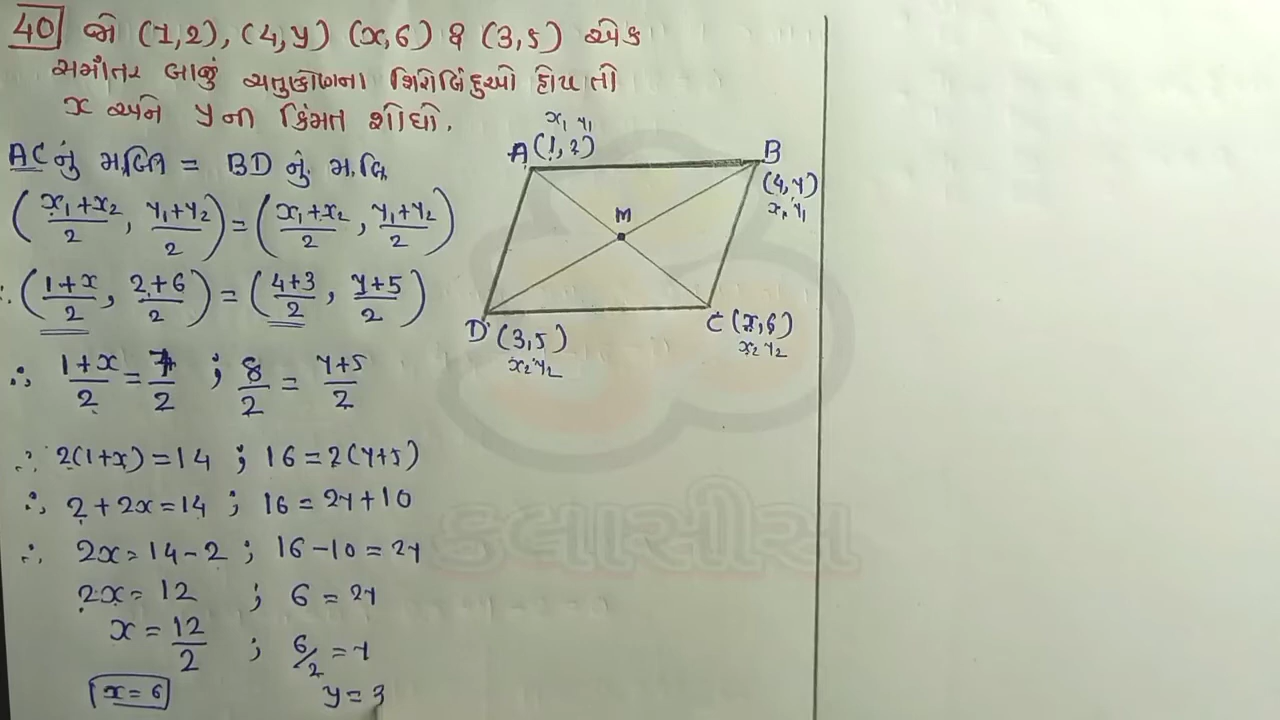 40 જો (1,2), (4,y) (x,6) & (3,5) એક
સમાંતર બાજું ચતુષ્કોણના શિરોબિંદુઓ હોય તો
x અને y ની કિંમત શોધો.
AC નું મ.બિ = BD નું મ.બિ
(x₁+x₂/2, y₁+y₂/2) = (x₁+x₂/2, y₁+y₂/2)
∴ (1+x/2, 2+6/2) = (4+3/2, y+5/2)
∴ 1+x/2 = 7/2 ; 8/2 = y+5/2
∴ 2(1+x) = 14 ; 16 = 2(y+5)
∴ 2 + 2x = 14 ; 16 = 2y + 10
∴ 2x = 14 - 2 ; 16 - 10 = 2y
2x = 12 ; 6 = 2y
x = 12/2 ; 6/2 = y
x = 6 y = 3
x₁ y₁
A (1,2)
B
(4,y)
x₁ y₁
M
D (3,5)
x₂ y₂
C (x,6)
x₂ y₂
કલાસીસ